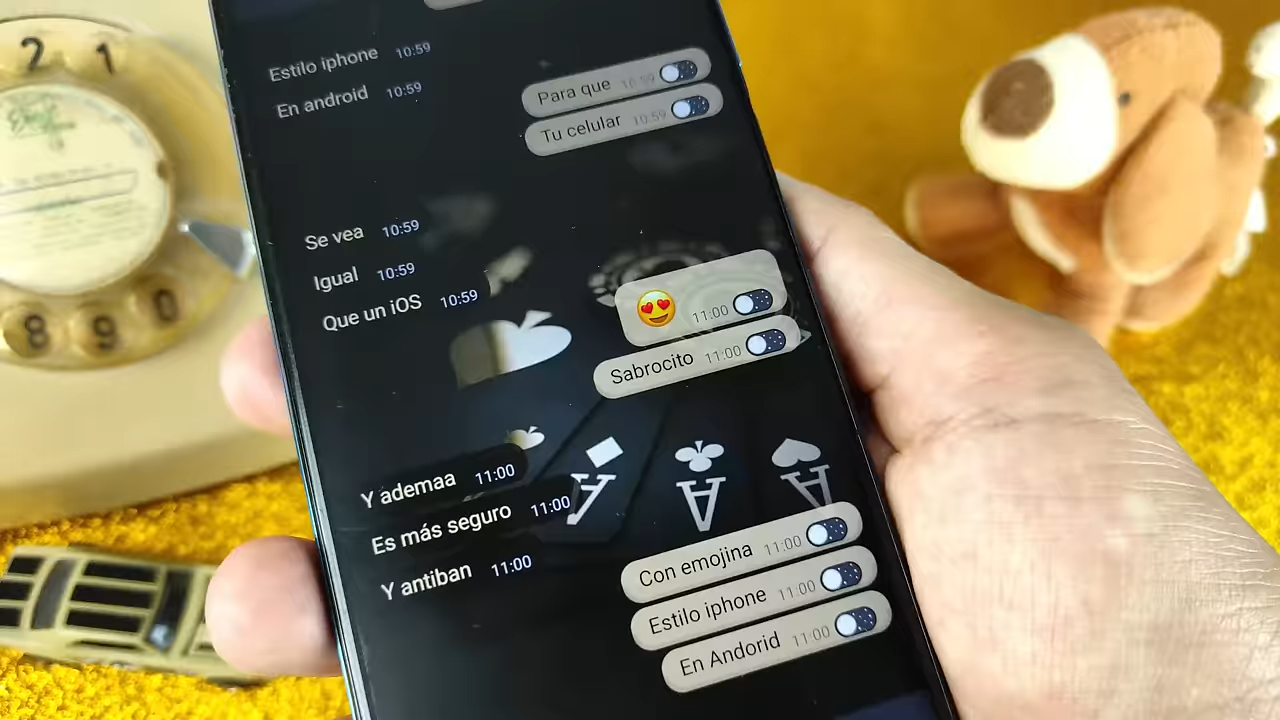 2 1
Estilo iphone 10:59
En android 10:59
Para que 10:59
Tu celular 10:59
Se vea 10:59
Igual 10:59
Que un iOS 10:59
😍 11:00
Sabrocito 11:00
8 9 0
A A A
Y ademaa 11:00
Es más seguro 11:00
Y antiban 11:00
Con emojina 11:00
Estilo iphone 11:00
En Andorid 11:00